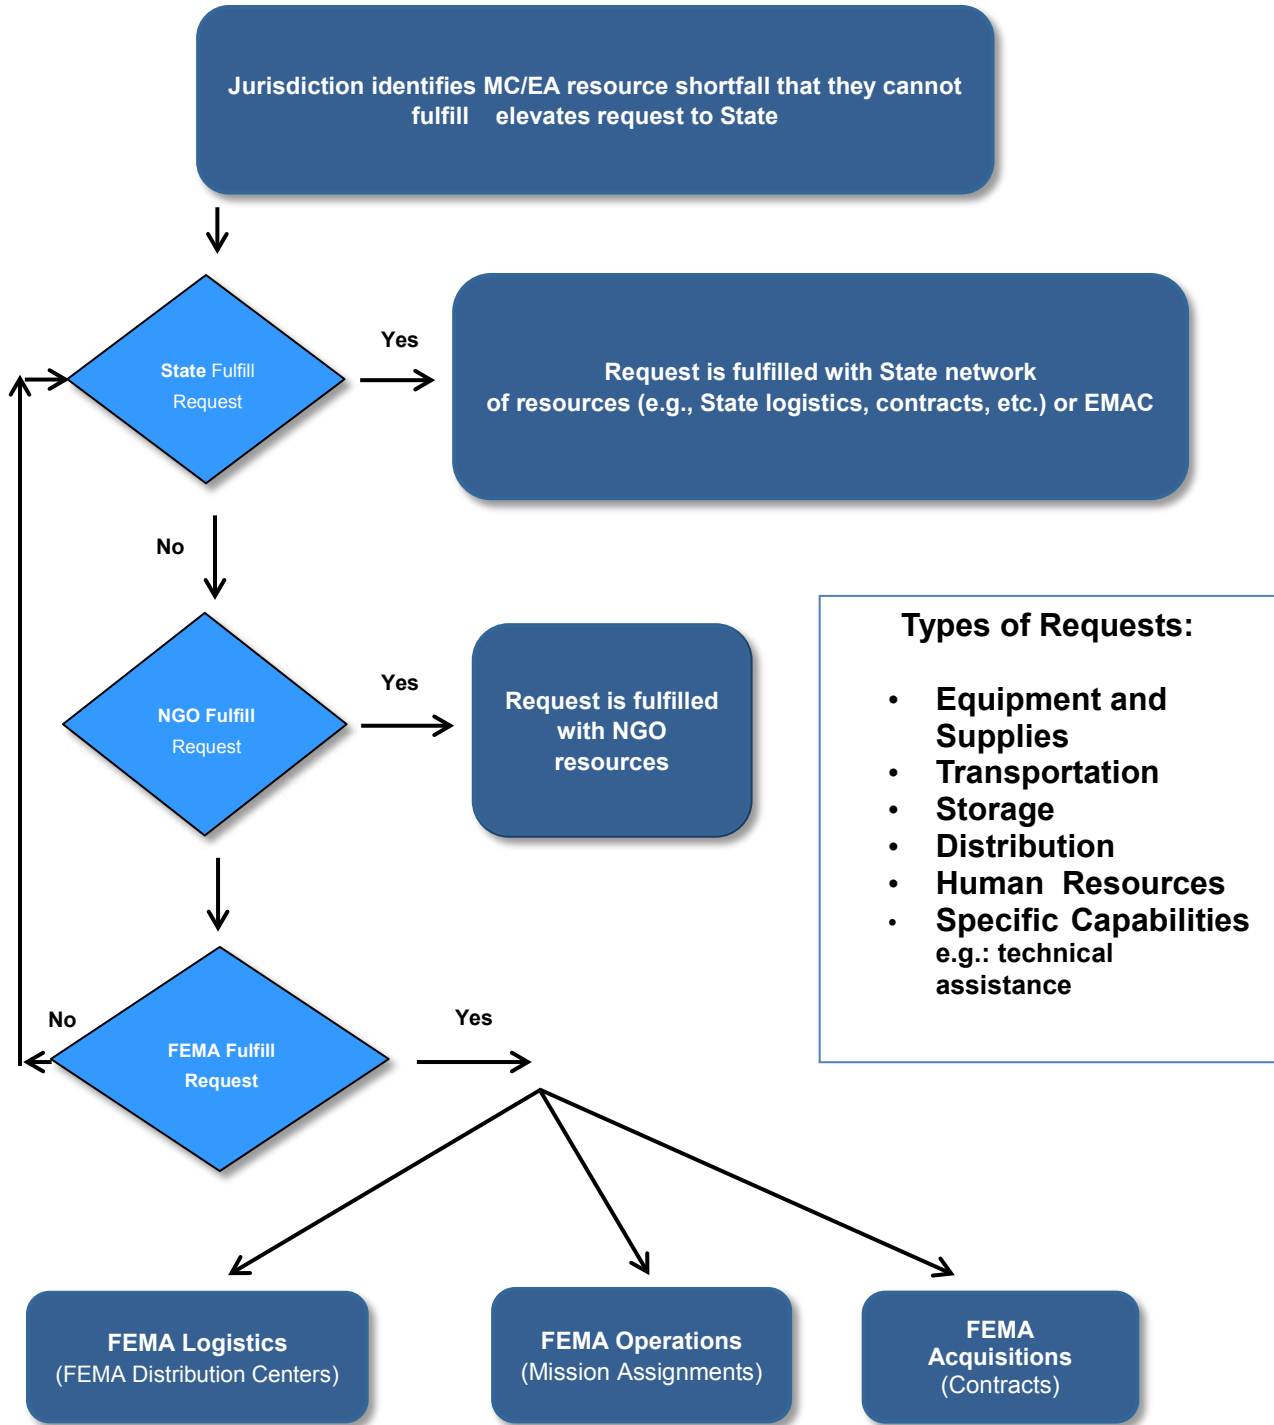 Jurisdiction identifies MC/EA resource shortfall that they cannot
fulfill elevates request to State
State Fulfill
Request
Yes
Request is fulfilled with State network
of resources (e.g., State logistics, contracts, etc.) or EMAC
No
NGO Fulfill
Request
Yes
Request is fulfilled
with NGO
resources
Types of Requests:
• Equipment and
Supplies
• Transportation
• Storage
• Distribution
• Human Resources
• Specific Capabilities
e.g.: technical
assistance
No
FEMA Fulfill
Request
Yes
FEMA Logistics
(FEMA Distribution Centers)
FEMA Operations
(Mission Assignments)
FEMA
Acquisitions
(Contracts)